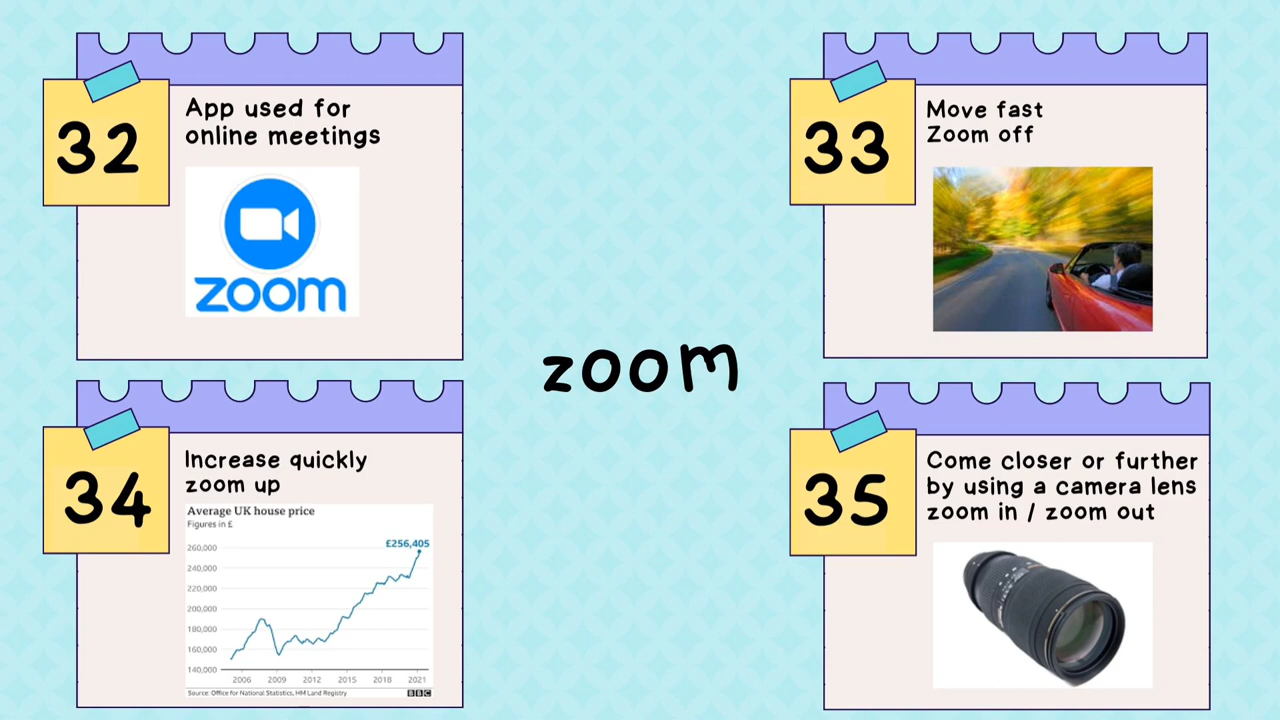 32
App used for
online meetings
zoom
33
Move fast
Zoom off
zoom
34
Increase quickly
zoom up
Average UK house price
Figures in £
£256,405
260,000
240,000
220,000
200,000
180,000
160,000
140,000
2006 2009 2012 2015 2018 2021
Source: Office for National Statistics, HM Land Registry
BBC
35
Come closer or further
by using a camera lens
zoom in / zoom out